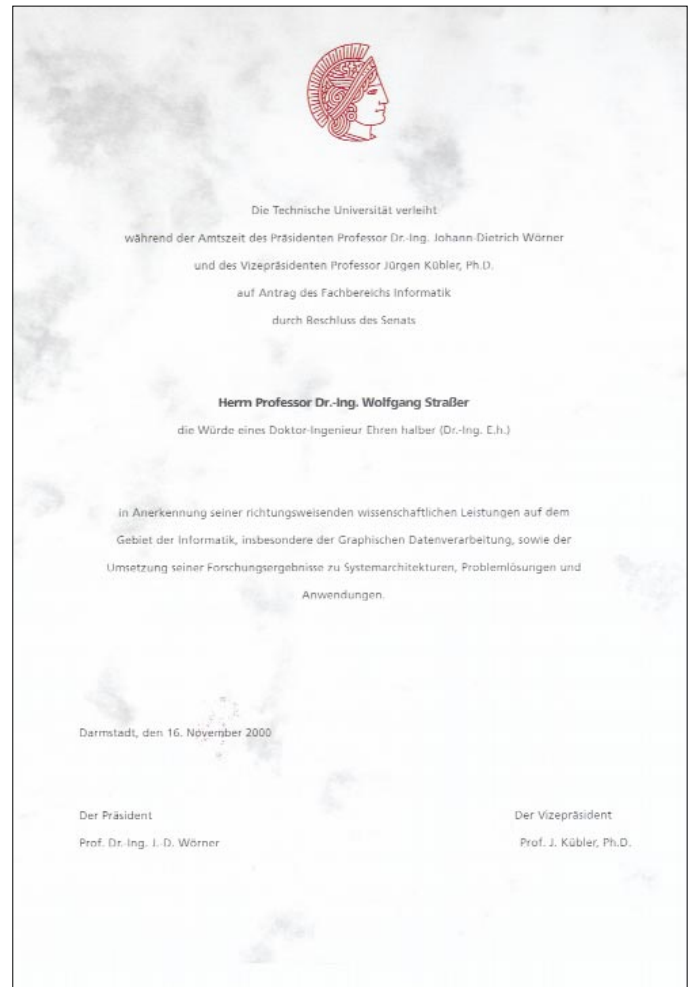 Die Technische Universität verleiht
während der Amtszeit des Präsidenten Professor Dr.-Ing. Johann-Dietrich Wörner
und des Vizepräsidenten Professor Jürgen Kübler, Ph.D.
auf Antrag des Fachbereichs Informatik
durch Beschluss des Senats
Herrn Professor Dr.-Ing. Wolfgang Straßer
die Würde eines Doktor-Ingenieur Ehren halber (Dr.-Ing. E.h.)
in Anerkennung seiner richtungsweisenden wissenschaftlichen Leistungen auf dem
Gebiet der Informatik, insbesondere der Graphischen Datenverarbeitung, sowie der
Umsetzung seiner Forschungsergebnisse zu Systemarchitekturen, Problemlösungen und
Anwendungen.
Darmstadt, den 16. November 2000
Der Präsident
Der Vizepräsident
Prof. Dr.-Ing. J.-D. Wörner
Prof. J. Kübler, Ph.D.